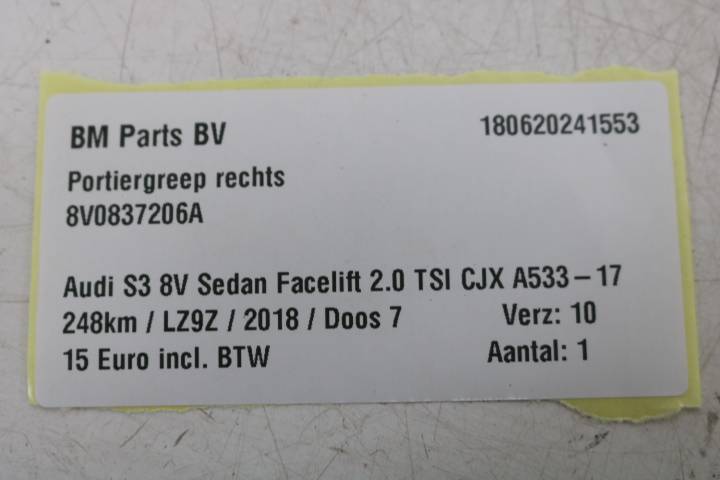 BM Parts BV 180620241553
Portiergreep rechts
8V0837206A
Audi S3 8V Sedan Facelift 2.0 TSI CJX A533-17
248km / LZ9Z / 2018 / Doos 7 Verz: 10
15 Euro incl. BTW Aantal: 1